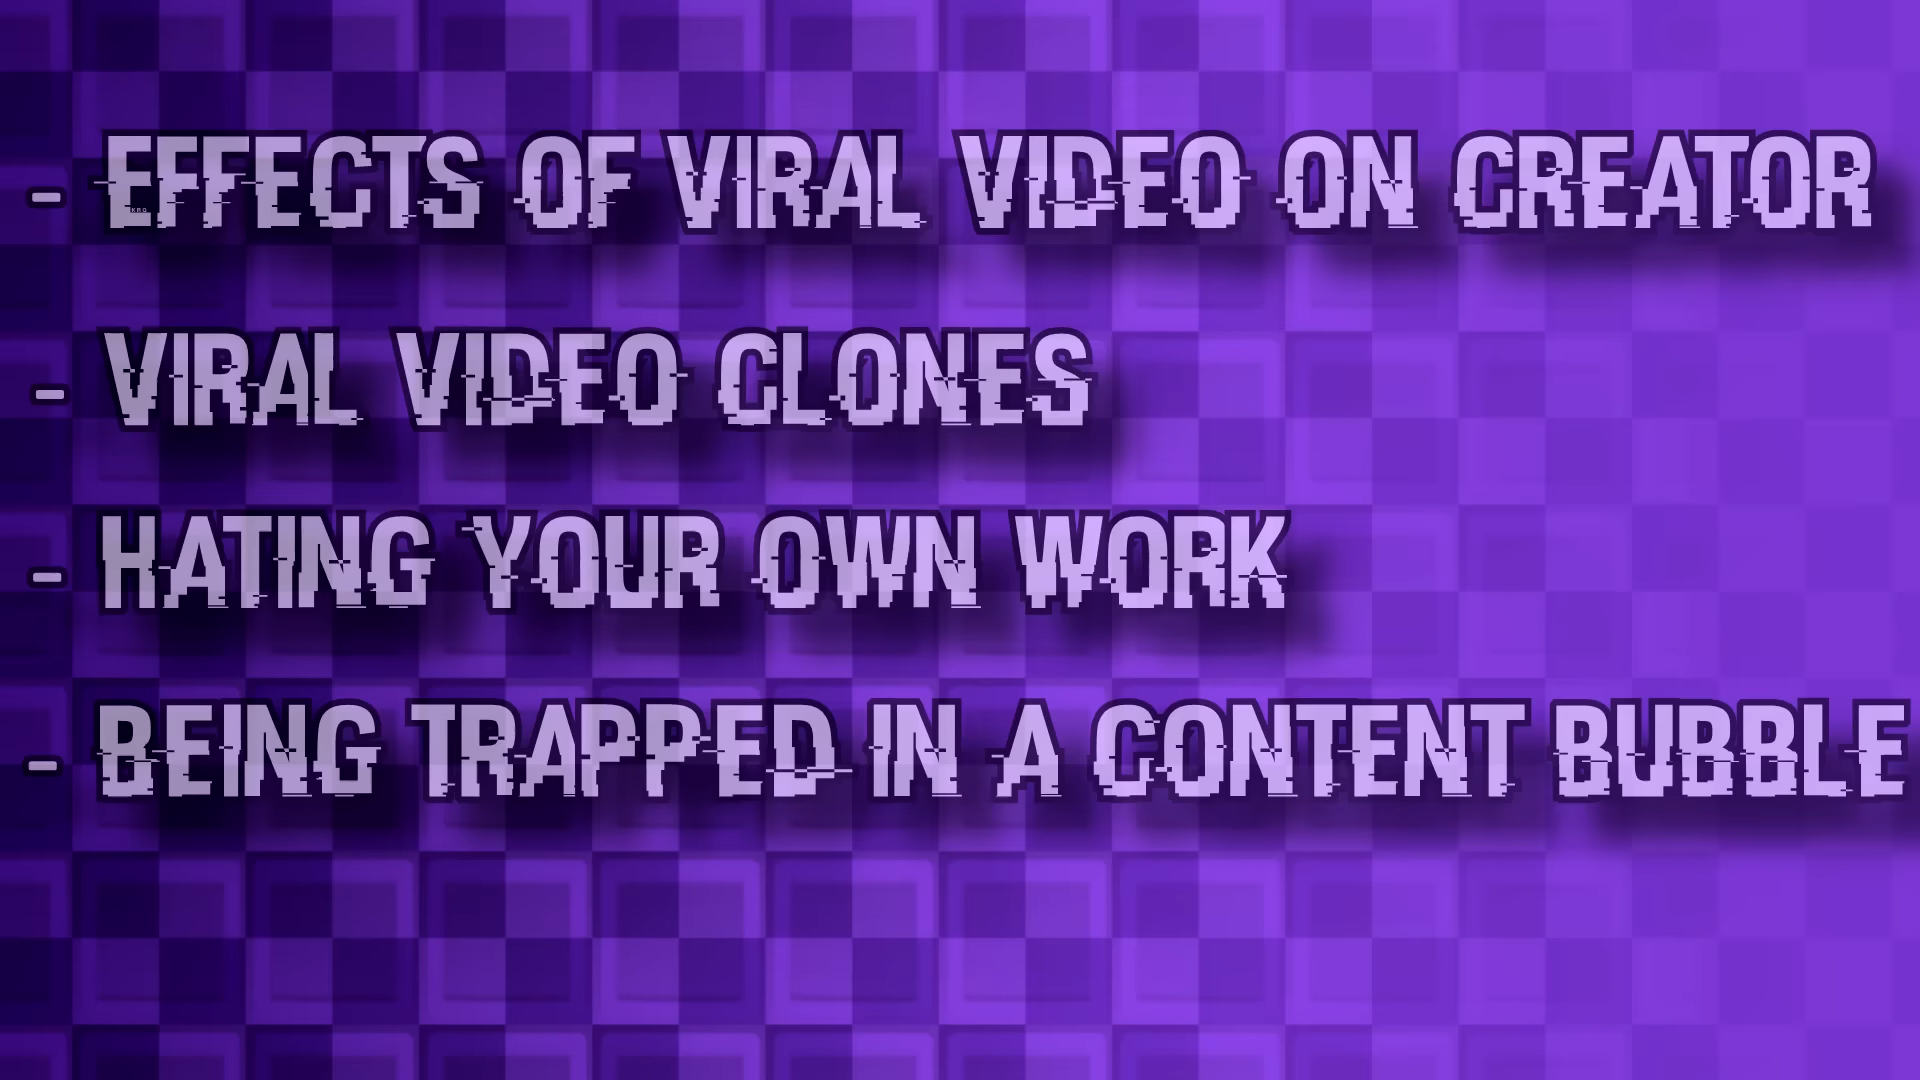 - EFFECTS OF VIRAL VIDEO ON CREATOR
- VIRAL VIDEO CLONES
- HATING YOUR OWN WORK
- BEING TRAPPED IN A CONTENT BUBBLE